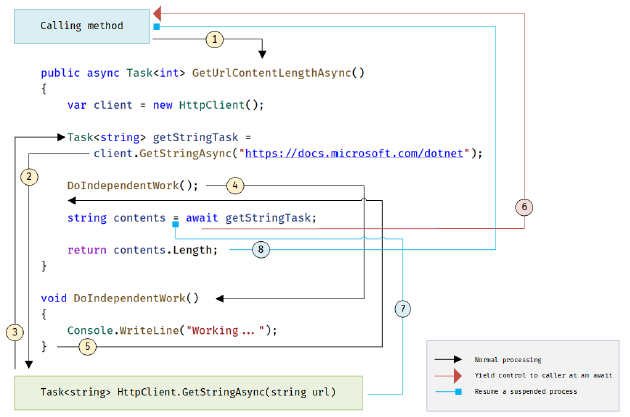 Calling method
1
public async Task<int> GetUrlContentLengthAsync()
{
var client = new HttpClient();
Task<string> getStringTask =
client.GetStringAsync("https://docs.microsoft.com/dotnet");
2
DoIndependentWork();
4
string contents = await getStringTask;
6
return contents.Length;
8
}
void DoIndependentWork()
7
{
3
Console.WriteLine("Working...");
}
5
Normal processing
Yield control to caller at an await
Resume a suspended process
Task<string> HttpClient.GetStringAsync(string url)